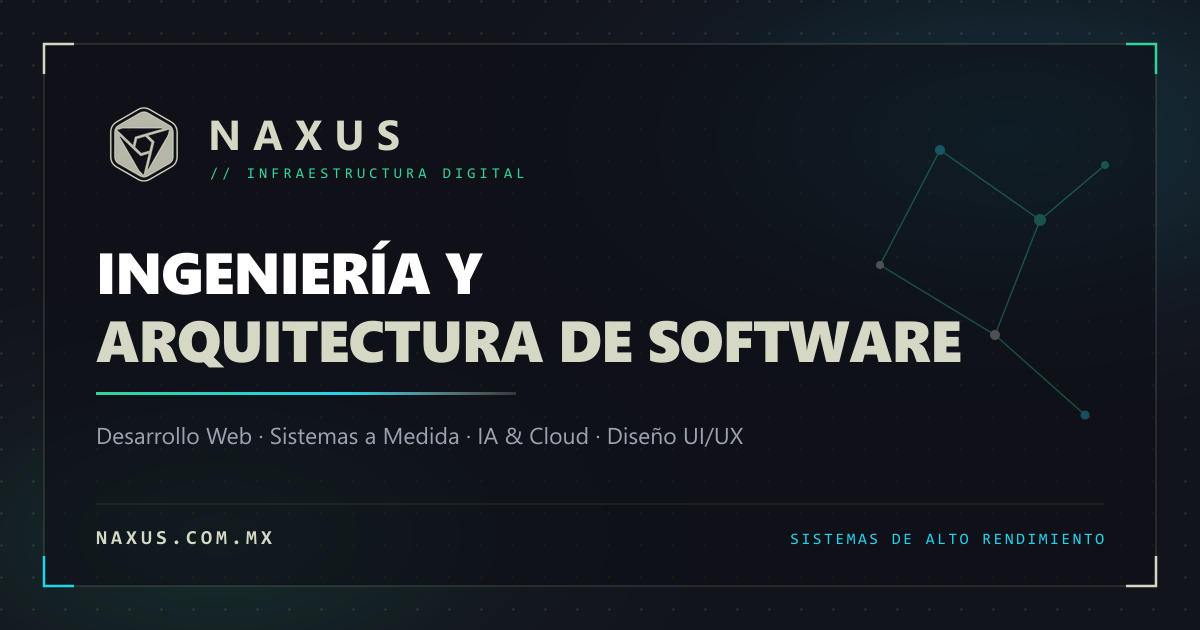 NAXUS
// INFRAESTRUCTURA DIGITAL
INGENIERÍA Y
ARQUITECTURA DE SOFTWARE
Desarrollo Web · Sistemas a Medida · IA & Cloud · Diseño UI/UX
NAXUS.COM.MX
SISTEMAS DE ALTO RENDIMIENTO